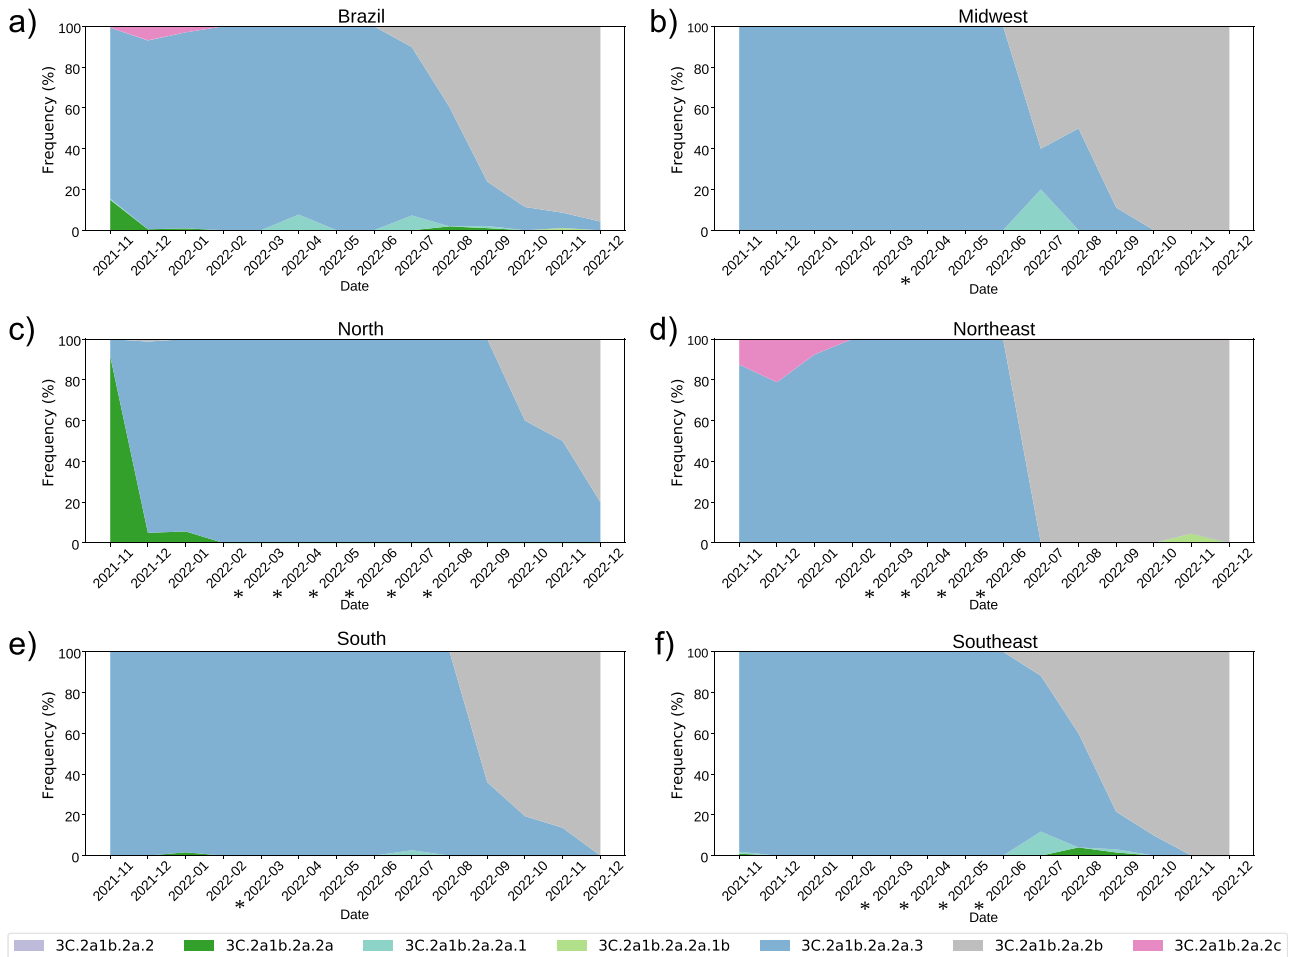 a)
Brazil
Frequency (%)
100
80
60
40
20
0
2021-11 2021-12 2022-01 2022-02 2022-03 2022-04 2022-05 2022-06 2022-07 2022-08 2022-09 2022-10 2022-11 2022-12
Date
b)
Midwest
Frequency (%)
100
80
60
40
20
0
2021-11 2021-12 2022-01 2022-02 2022-03 2022-04 2022-05 2022-06 2022-07 2022-08 2022-09 2022-10 2022-11 2022-12
*
Date
c)
North
Frequency (%)
100
80
60
40
20
0
2021-11 2021-12 2022-01 2022-02 2022-03 2022-04 2022-05 2022-06 2022-07 2022-08 2022-09 2022-10 2022-11 2022-12
* * * * * *
Date
d)
Northeast
Frequency (%)
100
80
60
40
20
0
2021-11 2021-12 2022-01 2022-02 2022-03 2022-04 2022-05 2022-06 2022-07 2022-08 2022-09 2022-10 2022-11 2022-12
* * * *
Date
e)
South
Frequency (%)
100
80
60
40
20
0
2021-11 2021-12 2022-01 2022-02 2022-03 2022-04 2022-05 2022-06 2022-07 2022-08 2022-09 2022-10 2022-11 2022-12
*
Date
f)
Southeast
Frequency (%)
100
80
60
40
20
0
2021-11 2021-12 2022-01 2022-02 2022-03 2022-04 2022-05 2022-06 2022-07 2022-08 2022-09 2022-10 2022-11 2022-12
* * * *
Date
3C.2a1b.2a.2 3C.2a1b.2a.2a 3C.2a1b.2a.2a.1 3C.2a1b.2a.2a.1b 3C.2a1b.2a.2a.3 3C.2a1b.2a.2b 3C.2a1b.2a.2c